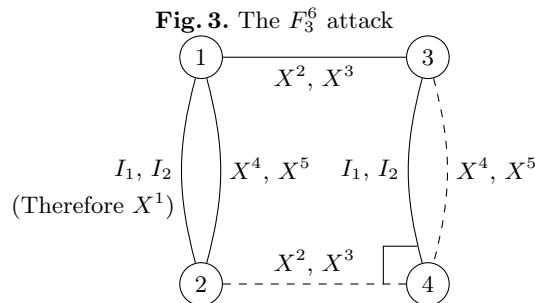 Fig. 3. The $F_3^6$ attack
1
3
$X^2$, $X^3$
$I_1$, $I_2$
$X^4$, $X^5$
$I_1$, $I_2$
$X^4$, $X^5$
(Therefore $X^1$)
$X^2$, $X^3$
2
4